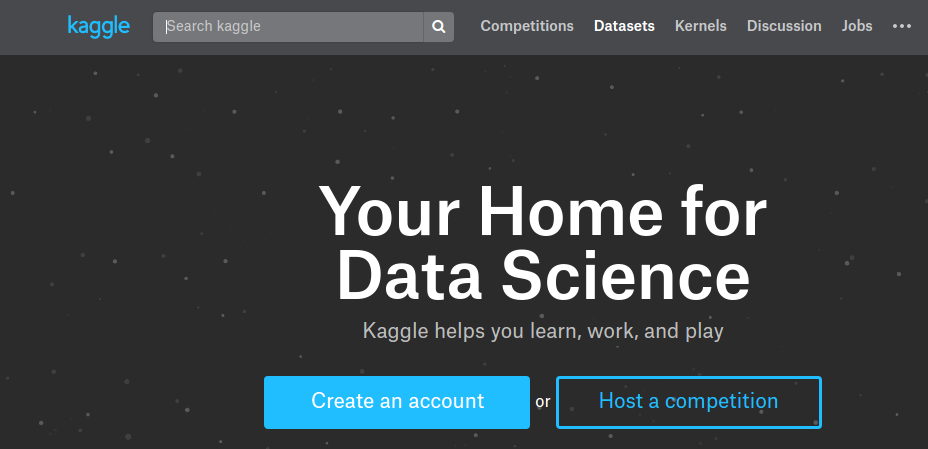 kaggle Search kaggle Competitions Datasets Kernels Discussion Jobs •••
Your Home for
Data Science
Kaggle helps you learn, work, and play
Create an account or Host a competition